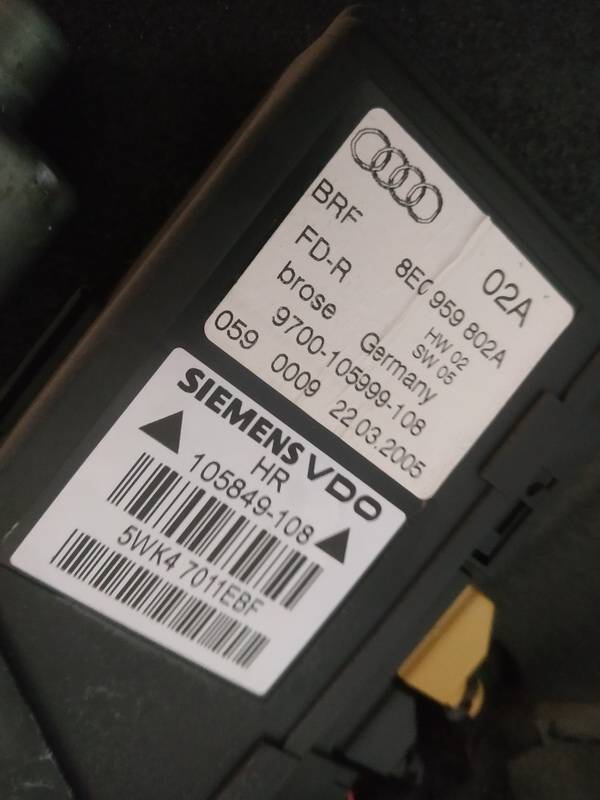 BRF 02A
FD-R 8E0 959 802A
HW 02
brose Germany SW 05
9700-105999-108
059 0009 22.03.2005
SIEMENS VDO
HR
105849-108
5WK4 7011EBF